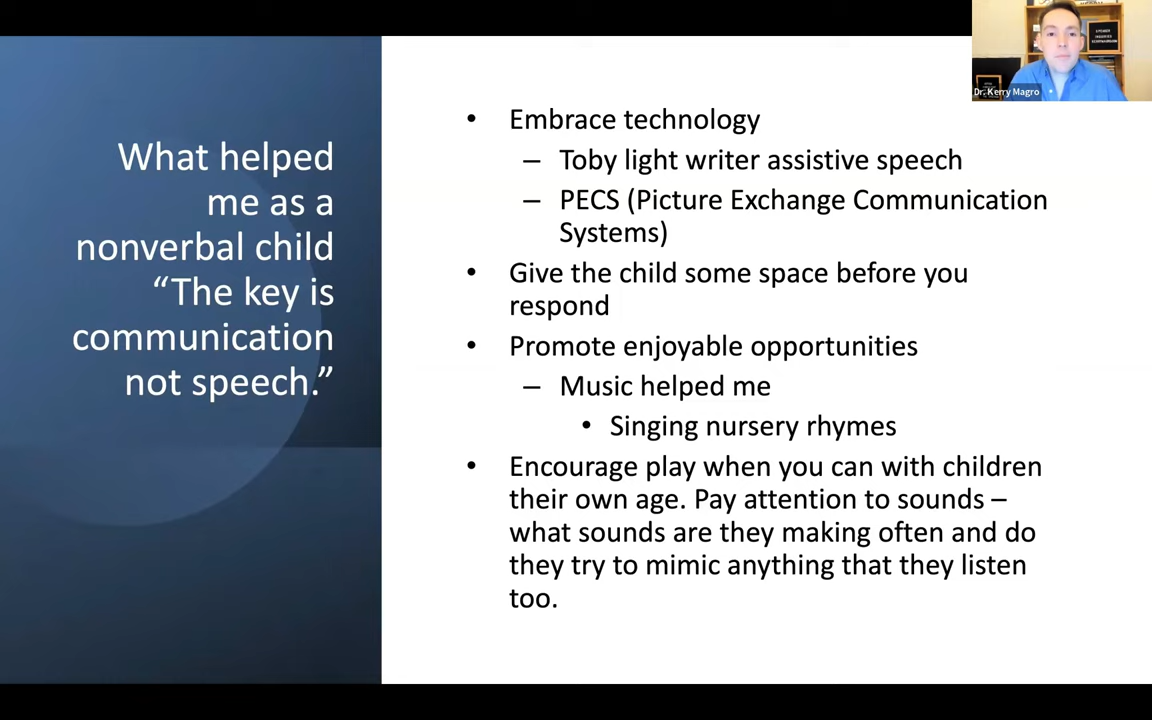 Dr. Kerry Magro
What helped
me as a
nonverbal child
“The key is
communication
not speech.”
• Embrace technology
– Toby light writer assistive speech
– PECS (Picture Exchange Communication
Systems)
• Give the child some space before you
respond
• Promote enjoyable opportunities
– Music helped me
• Singing nursery rhymes
• Encourage play when you can with children
their own age. Pay attention to sounds –
what sounds are they making often and do
they try to mimic anything that they listen
too.